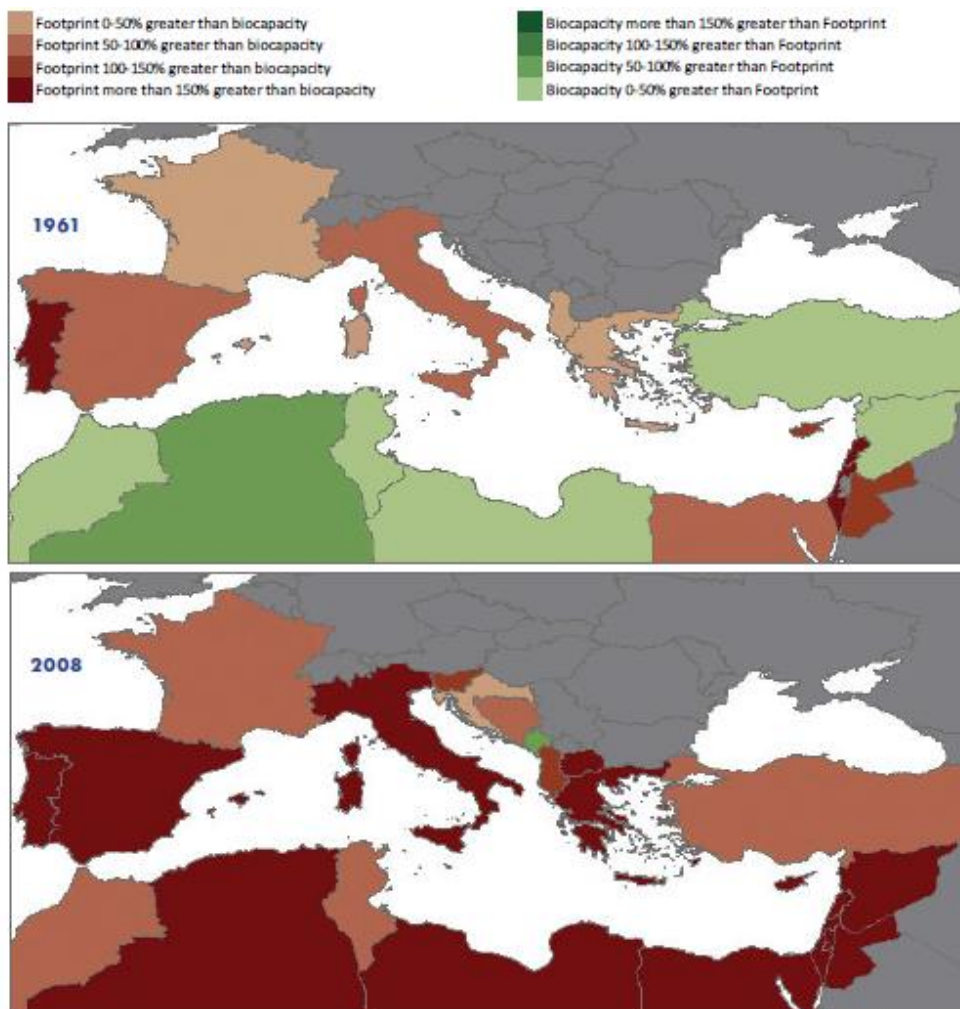 Footprint 0-50% greater than biocapacity
Footprint 50-100% greater than biocapacity
Footprint 100-150% greater than biocapacity
Footprint more than 150% greater than biocapacity
Biocapacity more than 150% greater than Footprint
Biocapacity 100-150% greater than Footprint
Biocapacity 50-100% greater than Footprint
Biocapacity 0-50% greater than Footprint
1961
2008